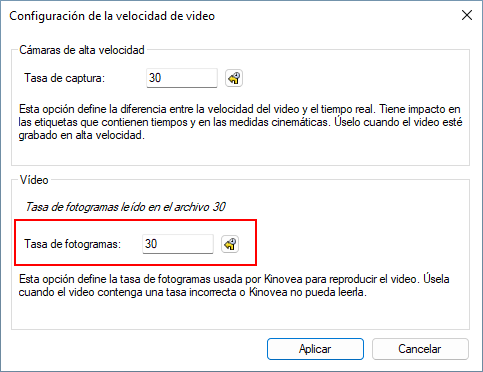 Configuración de la velocidad de video
Cámaras de alta velocidad
Tasa de captura: 30
Esta opción define la diferencia entre la velocidad del video y el tiempo real. Tiene impacto en
las etiquetas que contienen tiempos y en las medidas cinemáticas. Úselo cuando el video esté
grabado en alta velocidad.
Vídeo
Tasa de fotogramas leído en el archivo 30
Tasa de fotogramas: 30
Esta opción define la tasa de fotogramas usada por Kinovea para reproducir el video. Úsela
cuando el video contenga una tasa incorrecta o Kinovea no pueda leerla.
Aplicar Cancelar